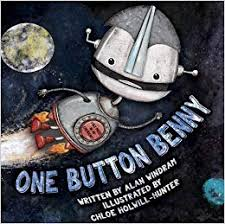 ONE BUTTON BENNY
WRITTEN BY ALAN WINDRAM
ILLUSTRATED BY
CHLOE HOLWILL-HUNTER